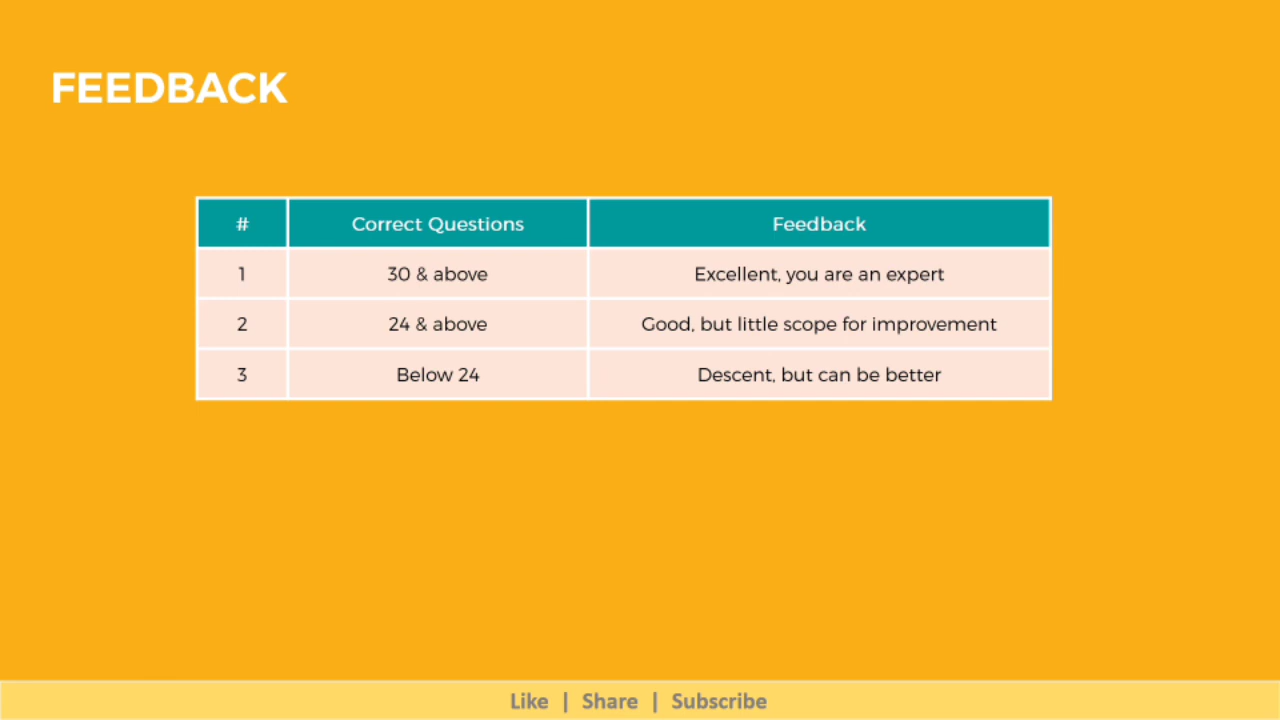 FEEDBACK
# Correct Questions Feedback
1 30 & above Excellent, you are an expert
2 24 & above Good, but little scope for improvement
3 Below 24 Descent, but can be better
Like | Share | Subscribe